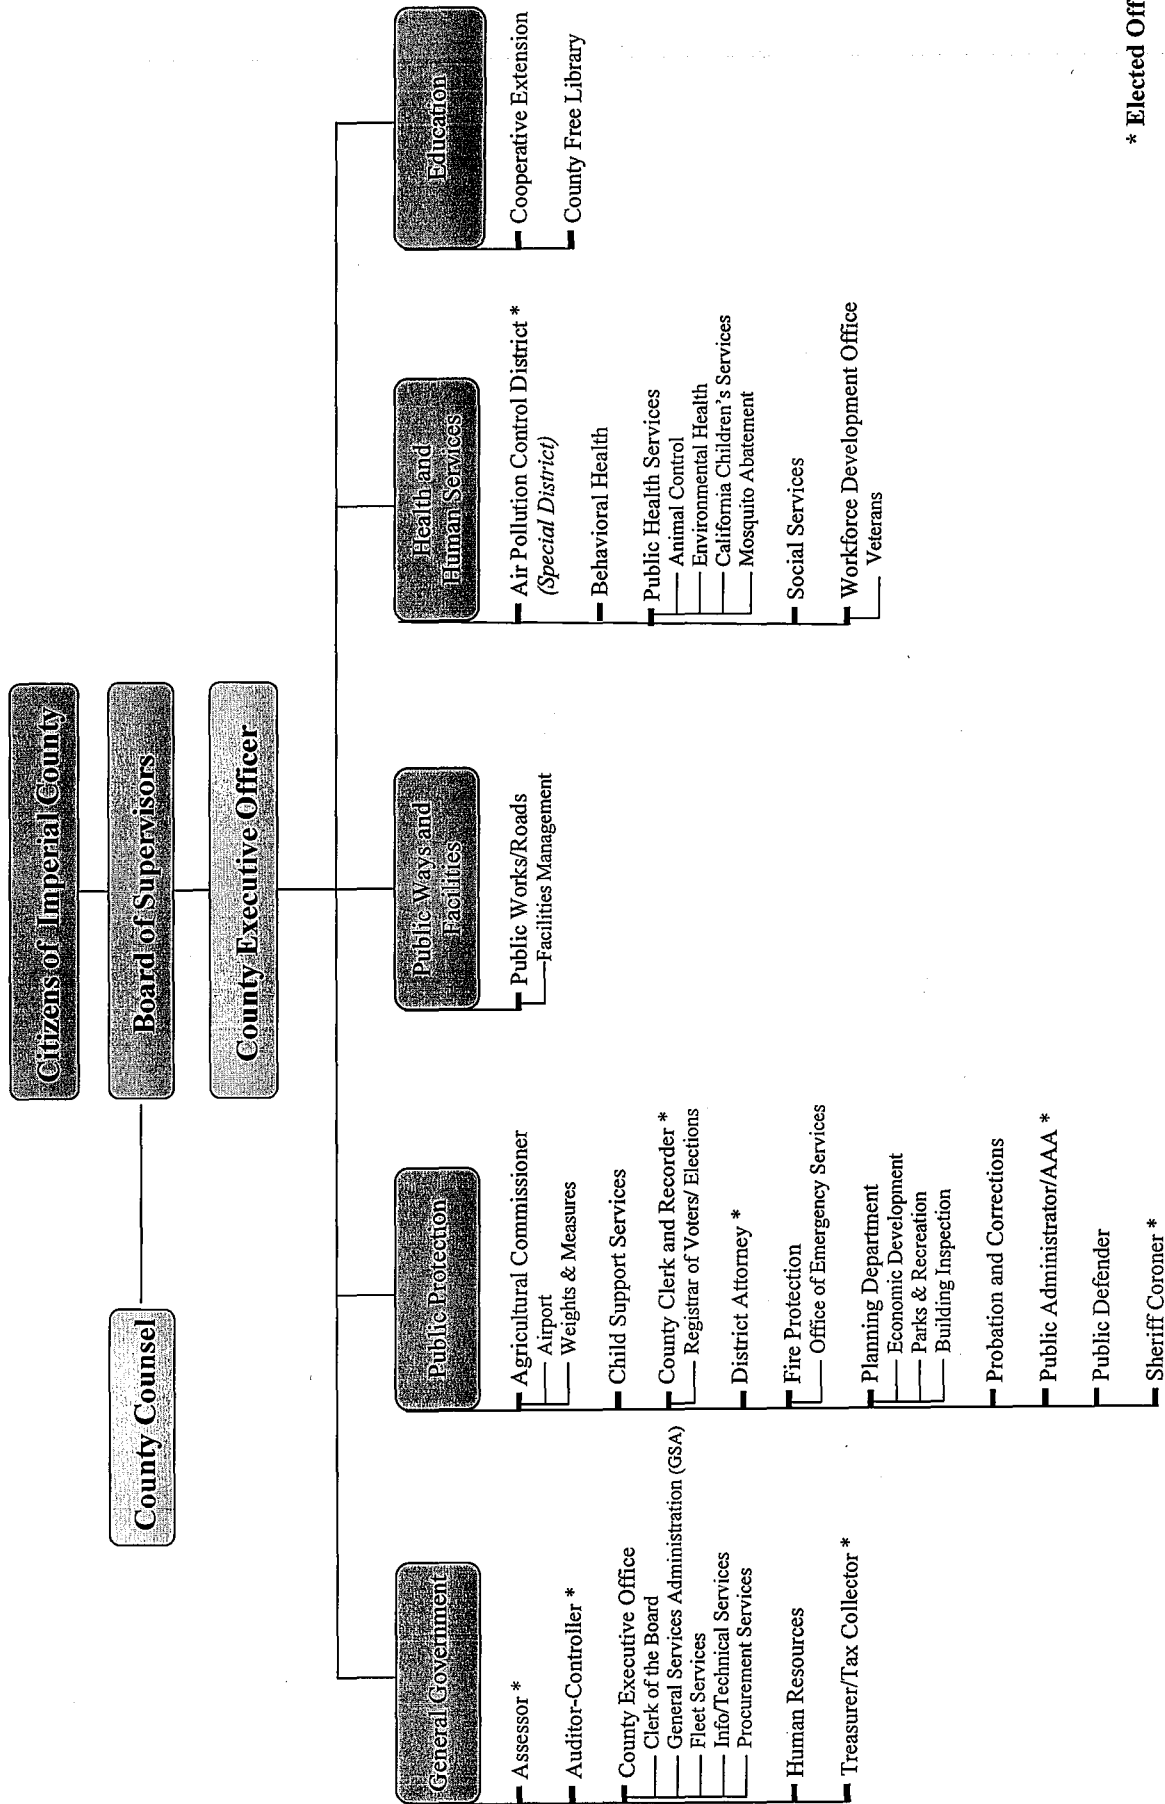 Citizens of Imperial County
Board of Supervisors
County Counsel
County Executive Officer
General Government
Assessor *
Auditor-Controller *
County Executive Office
Clerk of the Board
General Services Administration (GSA)
Fleet Services
Info/Technical Services
Procurement Services
Human Resources
Treasurer/Tax Collector *
Public Protection
Agricultural Commissioner
Airport
Weights & Measures
Child Support Services
County Clerk and Recorder *
Registrar of Voters/ Elections
District Attorney *
Fire Protection
Office of Emergency Services
Planning Department
Economic Development
Parks & Recreation
Building Inspection
Probation and Corrections
Public Administrator/AAA *
Public Defender
Sheriff Coroner *
Public Ways and
Facilities
Public Works/Roads
Facilities Management
Health and
Human Services
Air Pollution Control District *
(Special District)
Behavioral Health
Public Health Services
Animal Control
Environmental Health
California Children's Services
Mosquito Abatement
Social Services
Workforce Development Office
Veterans
Education
Cooperative Extension
County Free Library
* Elected Off